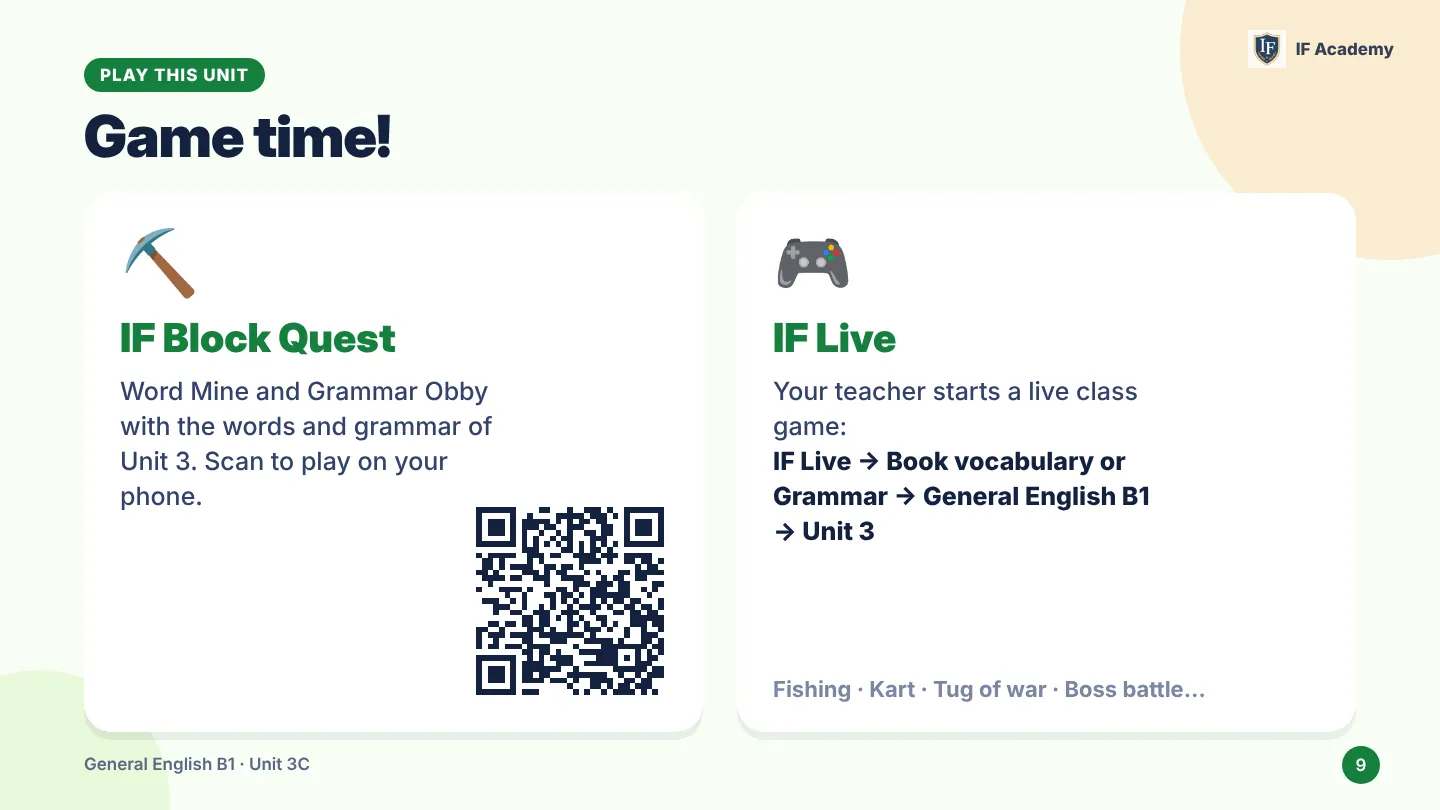 IF Academy
PLAY THIS UNIT
Game time!
IF Block Quest
Word Mine and Grammar Obby
with the words and grammar of
Unit 3. Scan to play on your
phone.
IF Live
Your teacher starts a live class
game:
IF Live → Book vocabulary or
Grammar → General English B1
→ Unit 3
Fishing · Kart · Tug of war · Boss battle…
General English B1 · Unit 3C
9